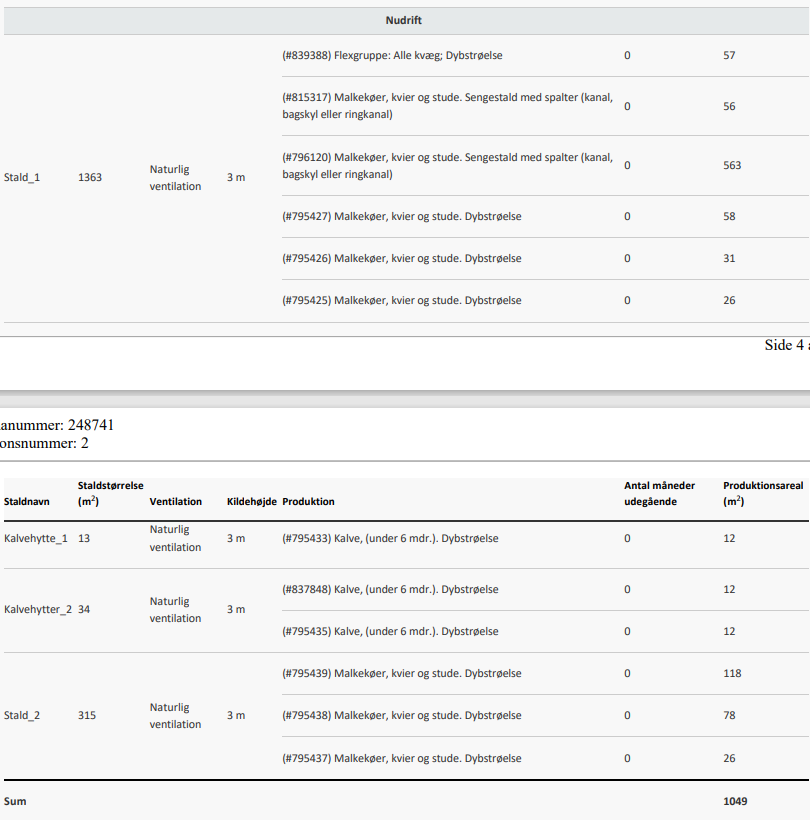 Nudrift
(#839388) Flexgruppe: Alle kvæg; Dybstrøelse 0 57
(#815317) Malkekøer, kvier og stude. Sengestald med spalter (kanal,
bagskyl eller ringkanal) 0 56
Stald_1 1363 Naturlig
ventilation 3 m
(#796120) Malkekøer, kvier og stude. Sengestald med spalter (kanal,
bagskyl eller ringkanal) 0 563
(#795427) Malkekøer, kvier og stude. Dybstrøelse 0 58
(#795426) Malkekøer, kvier og stude. Dybstrøelse 0 31
(#795425) Malkekøer, kvier og stude. Dybstrøelse 0 26
Side 4
anummer: 248741
onsnummer: 2
Staldnavn Staldstørrelse
(m²) Ventilation Kildehøjde Produktion Antal måneder
udegående Produktionsareal
(m²)
Kalvehytte_1 13 Naturlig
ventilation 3 m (#795433) Kalve, (under 6 mdr.). Dybstrøelse 0 12
Kalvehytter_2 34 Naturlig
ventilation 3 m (#837848) Kalve, (under 6 mdr.). Dybstrøelse 0 12
(#795435) Kalve, (under 6 mdr.). Dybstrøelse 0 12
Stald_2 315 Naturlig
ventilation 3 m (#795439) Malkekøer, kvier og stude. Dybstrøelse 0 118
(#795438) Malkekøer, kvier og stude. Dybstrøelse 0 78
(#795437) Malkekøer, kvier og stude. Dybstrøelse 0 26
Sum 1049